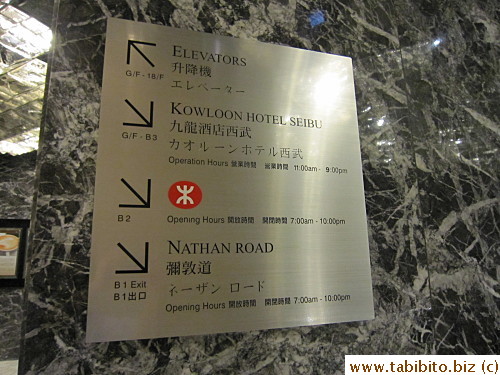 ELEVATORS
升降機
エレベーター
G/F - 18/F
KOWLOON HOTEL SEIBU
九龍酒店西武
カオルーンホテル西武
G/F - B3
Operation Hours 營業時間 営業時間 11:00am - 9:00pm
B2
Opening Hours 開放時間 開閉時間 7:00am - 10:00pm
NATHAN ROAD
彌敦道
ネーザン ロード
B1 Exit
B1出口
Opening Hours 開放時間 開閉時間 7:00am - 10:00pm
www.tabibito.biz (c)